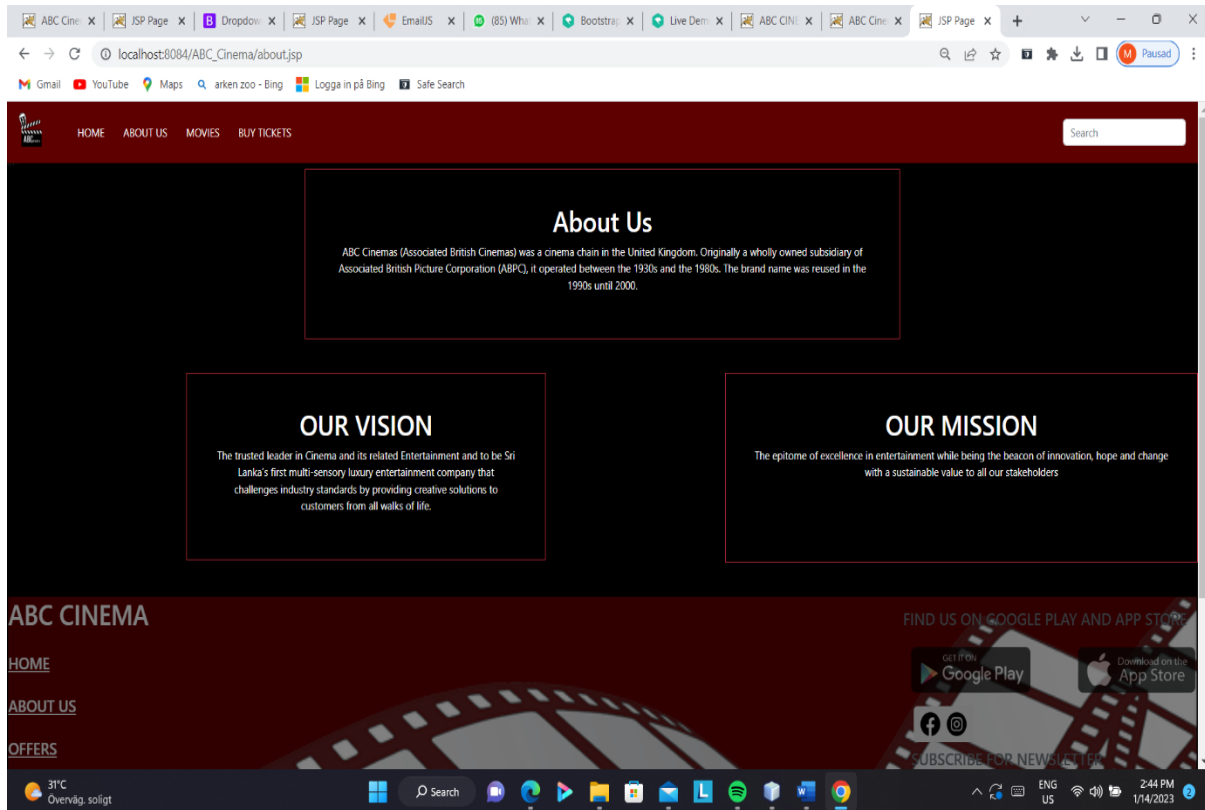 ABC Cine
JSP Page
Dropdow
JSP Page
EmailJS
(85) Wha
Bootstrap
Live Dem
ABC CINE
ABC Cine
JSP Page
localhost:8084/ABC_Cinema/about.jsp
M Pausad
Gmail YouTube Maps arken zoo - Bing Logga in på Bing Safe Search
ABC
HOME ABOUT US MOVIES BUY TICKETS Search
About Us
ABC Cinemas (Associated British Cinemas) was a cinema chain in the United Kingdom. Originally a wholly owned subsidiary of
Associated British Picture Corporation (ABPC), it operated between the 1930s and the 1980s. The brand name was reused in the
1990s until 2000.
OUR VISION
The trusted leader in Cinema and its related Entertainment and to be Sri
Lanka's first multi-sensory luxury entertainment company that
challenges industry standards by providing creative solutions to
customers from all walks of life.
OUR MISSION
The epitome of excellence in entertainment while being the beacon of innovation, hope and change
with a sustainable value to all our stakeholders
ABC CINEMA
HOME
ABOUT US
OFFERS
FIND US ON GOOGLE PLAY AND APP STORE
GET IT ON
Google Play
Download on the
App Store
SUBSCRIBE FOR NEWSLETTER
31°C
Överväg. soligt
Search
ENG
US
2:44 PM
1/14/2023
2